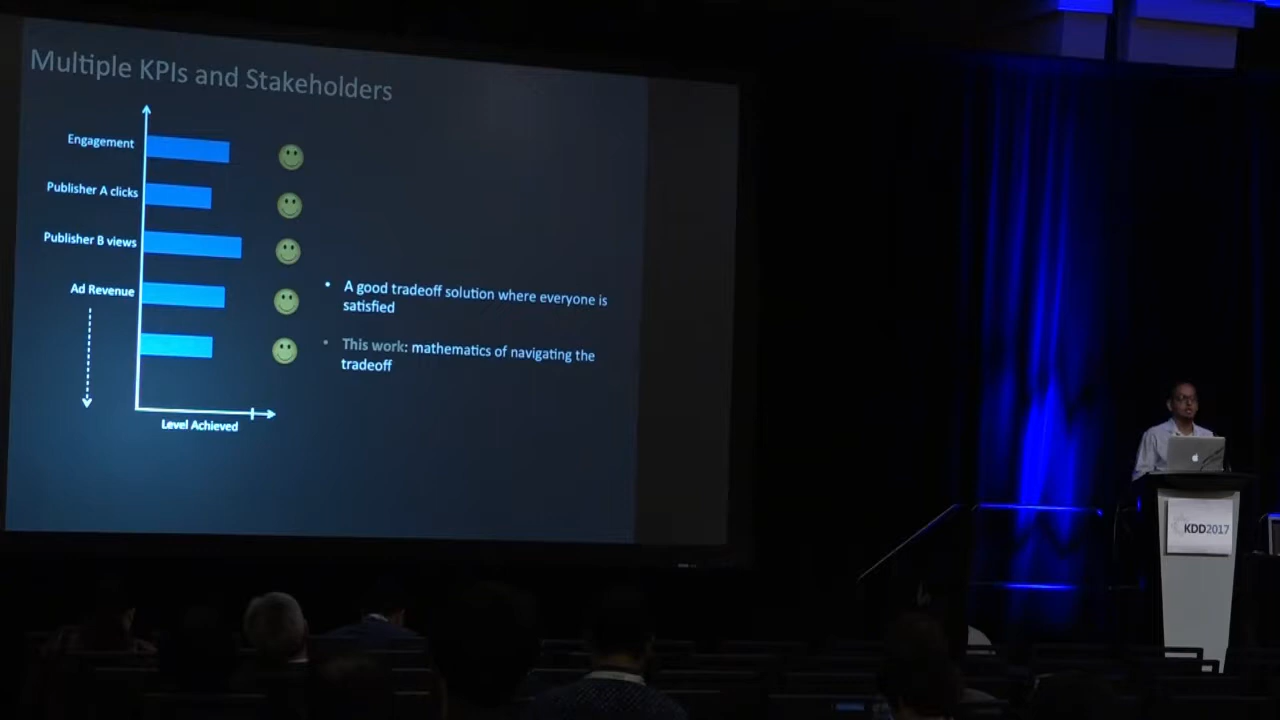 Multiple KPIs and Stakeholders
Engagement
Publisher A clicks
Publisher B views
Ad Revenue
Level Achieved
• A good tradeoff solution where everyone is
satisfied
• This work: mathematics of navigating the
tradeoff
KDD2017